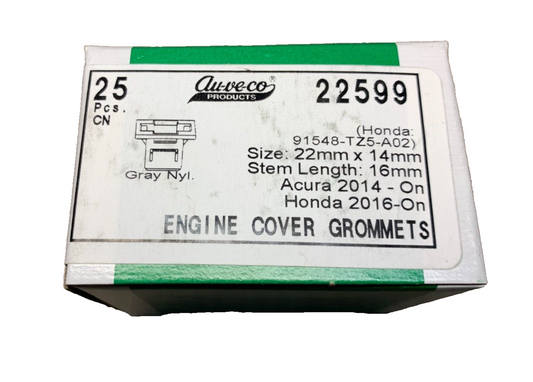 25
Pcs.
CN
Au-ve-co®
PRODUCTS
22599
(Honda:
91548-TZ5-A02)
Size: 22mm x 14mm
Stem Length: 16mm
Acura 2014 - On
Honda 2016-On
Gray Nyl.
ENGINE COVER GROMMETS